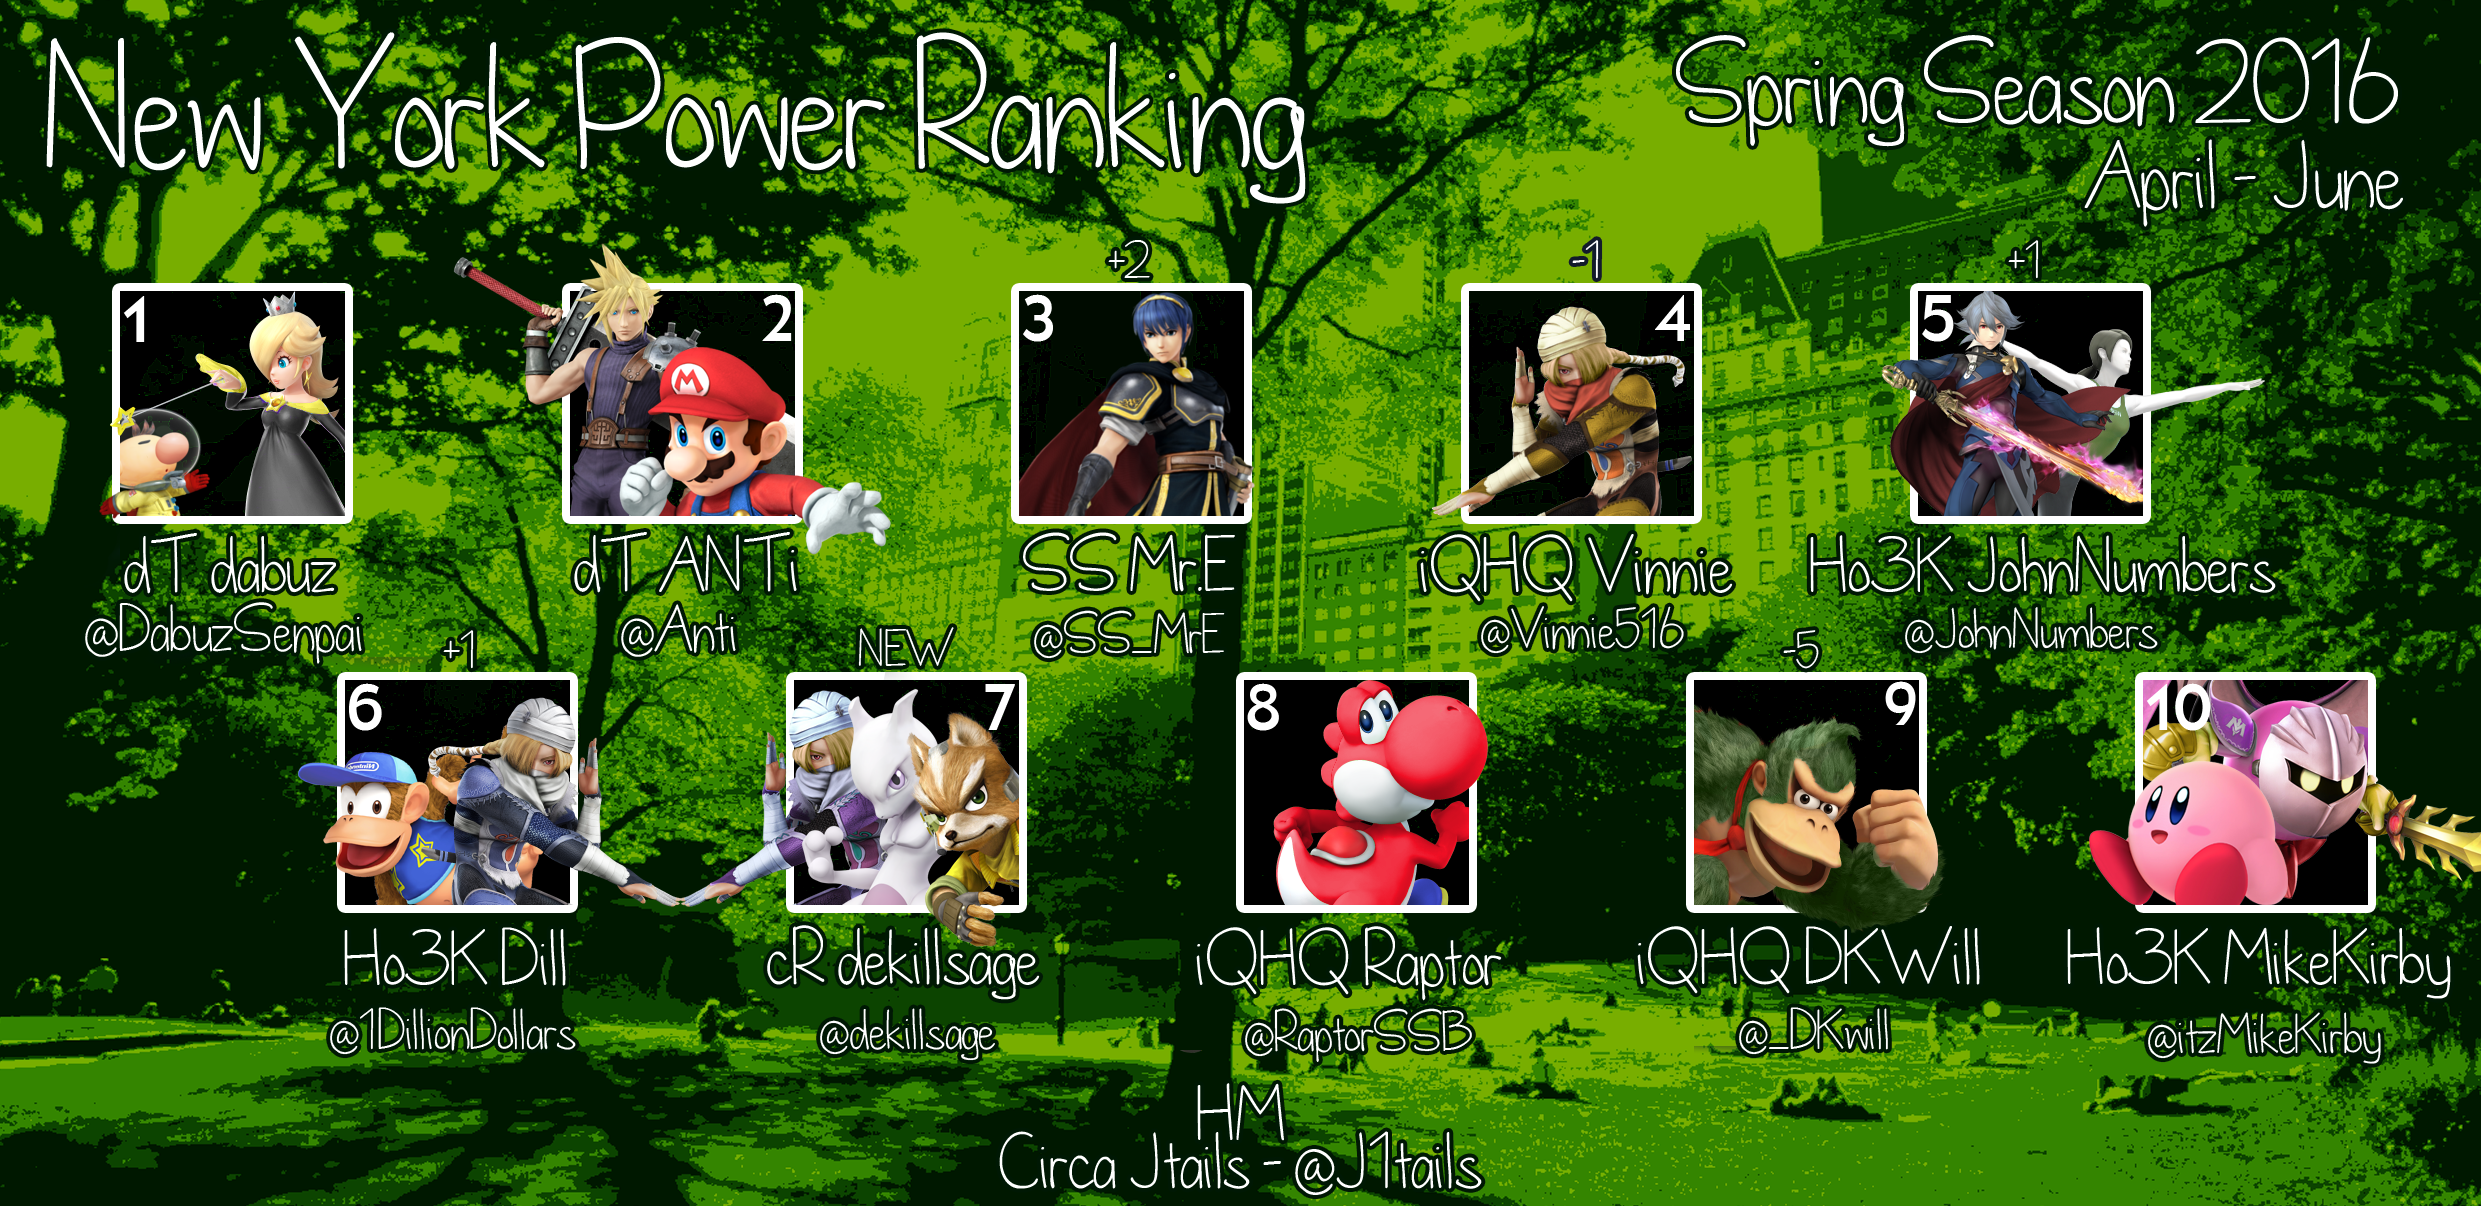 New York Power Ranking
Spring Season 2016
April - June
1
2
+2
3
-1
4
+1
5
dT dabuz
@DabuzSenpai
dT ANTi
@Anti
SS Mr.E
@SS_MrE
iQHQ Vinnie
@Vinnie516
Ho3K JohnNumbers
@JohnNumbers
+1
6
NEW
7
8
-5
9
10
Ho3K Dill
@1DillionDollars
cR dekillsage
@dekillsage
iQHQ Raptor
@RaptorSSB
iQHQ DKWill
@_DKwill
Ho3K MikeKirby
@itzMikeKirby
HM
Circa Jtails - @J1tails